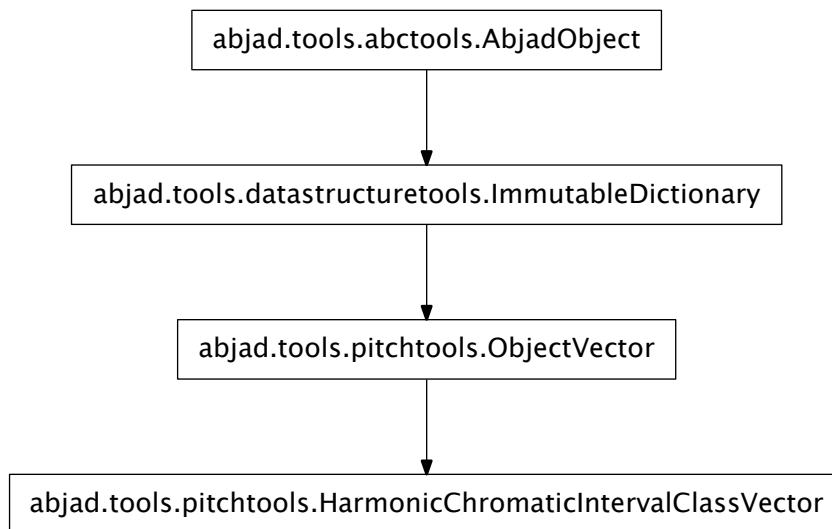 abjad.tools.abctools.AbjadObject
abjad.tools.datastructuretools.ImmutableDictionary
abjad.tools.pitchtools.ObjectVector
abjad.tools.pitchtools.HarmonicChromaticIntervalClassVector